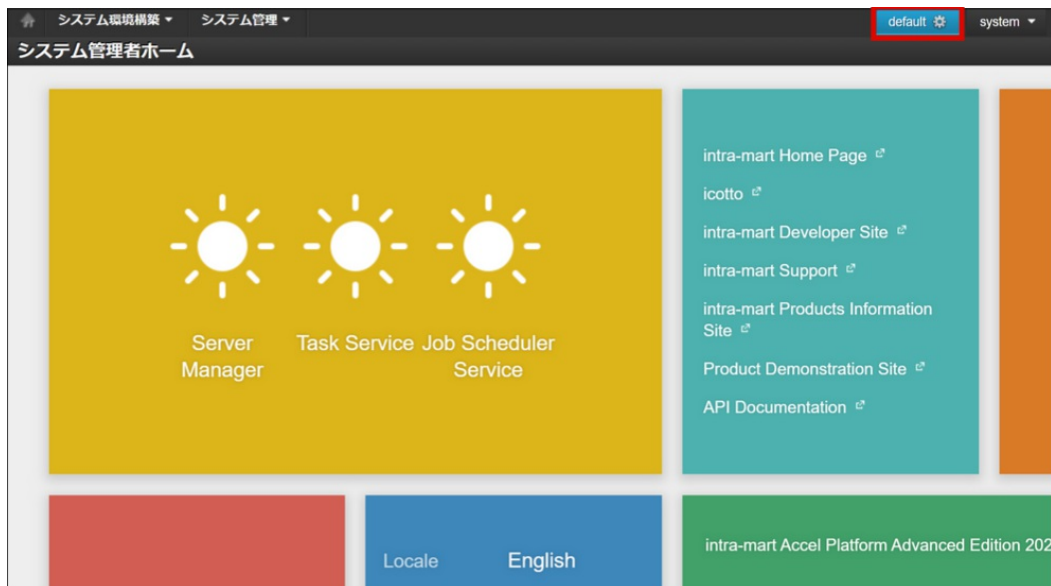 システム環境構築 システム管理 default system
システム管理者ホーム
Server
Manager
Task Service
Job Scheduler
Service
intra-mart Home Page
icotto
intra-mart Developer Site
intra-mart Support
intra-mart Products Information
Site
Product Demonstration Site
API Documentation
Locale English
intra-mart Accel Platform Advanced Edition 202